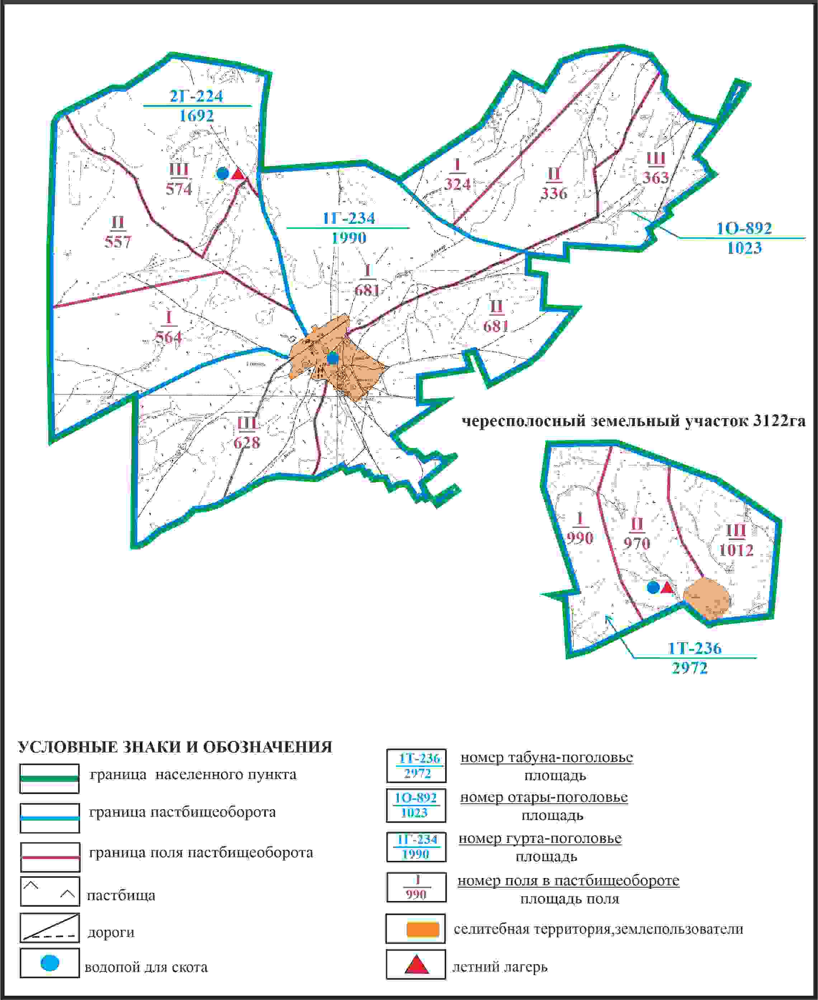 2Г-224
1692
III
574
II
557
I
564
1Г-234
1990
I
681
II
681
III
628
I
324
II
336
III
363
1О-892
1023
чересполосный земельный участок 3122га
I
990
II
970
III
1012
1Т-236
2972
УСЛОВНЫЕ ЗНАКИ И ОБОЗНАЧЕНИЯ
граница населенного пункта
граница пастбищеоборота
граница поля пастбищеоборота
пастбища
дороги
водопой для скота
1Т-236
2972
номер табуна-поголовье
площадь
1О-892
1023
номер отары-поголовье
площадь
1Г-234
1990
номер гурта-поголовье
площадь
I
990
номер поля в пастбищеобороте
площадь поля
селитебная территория,землепользователи
летний лагерь